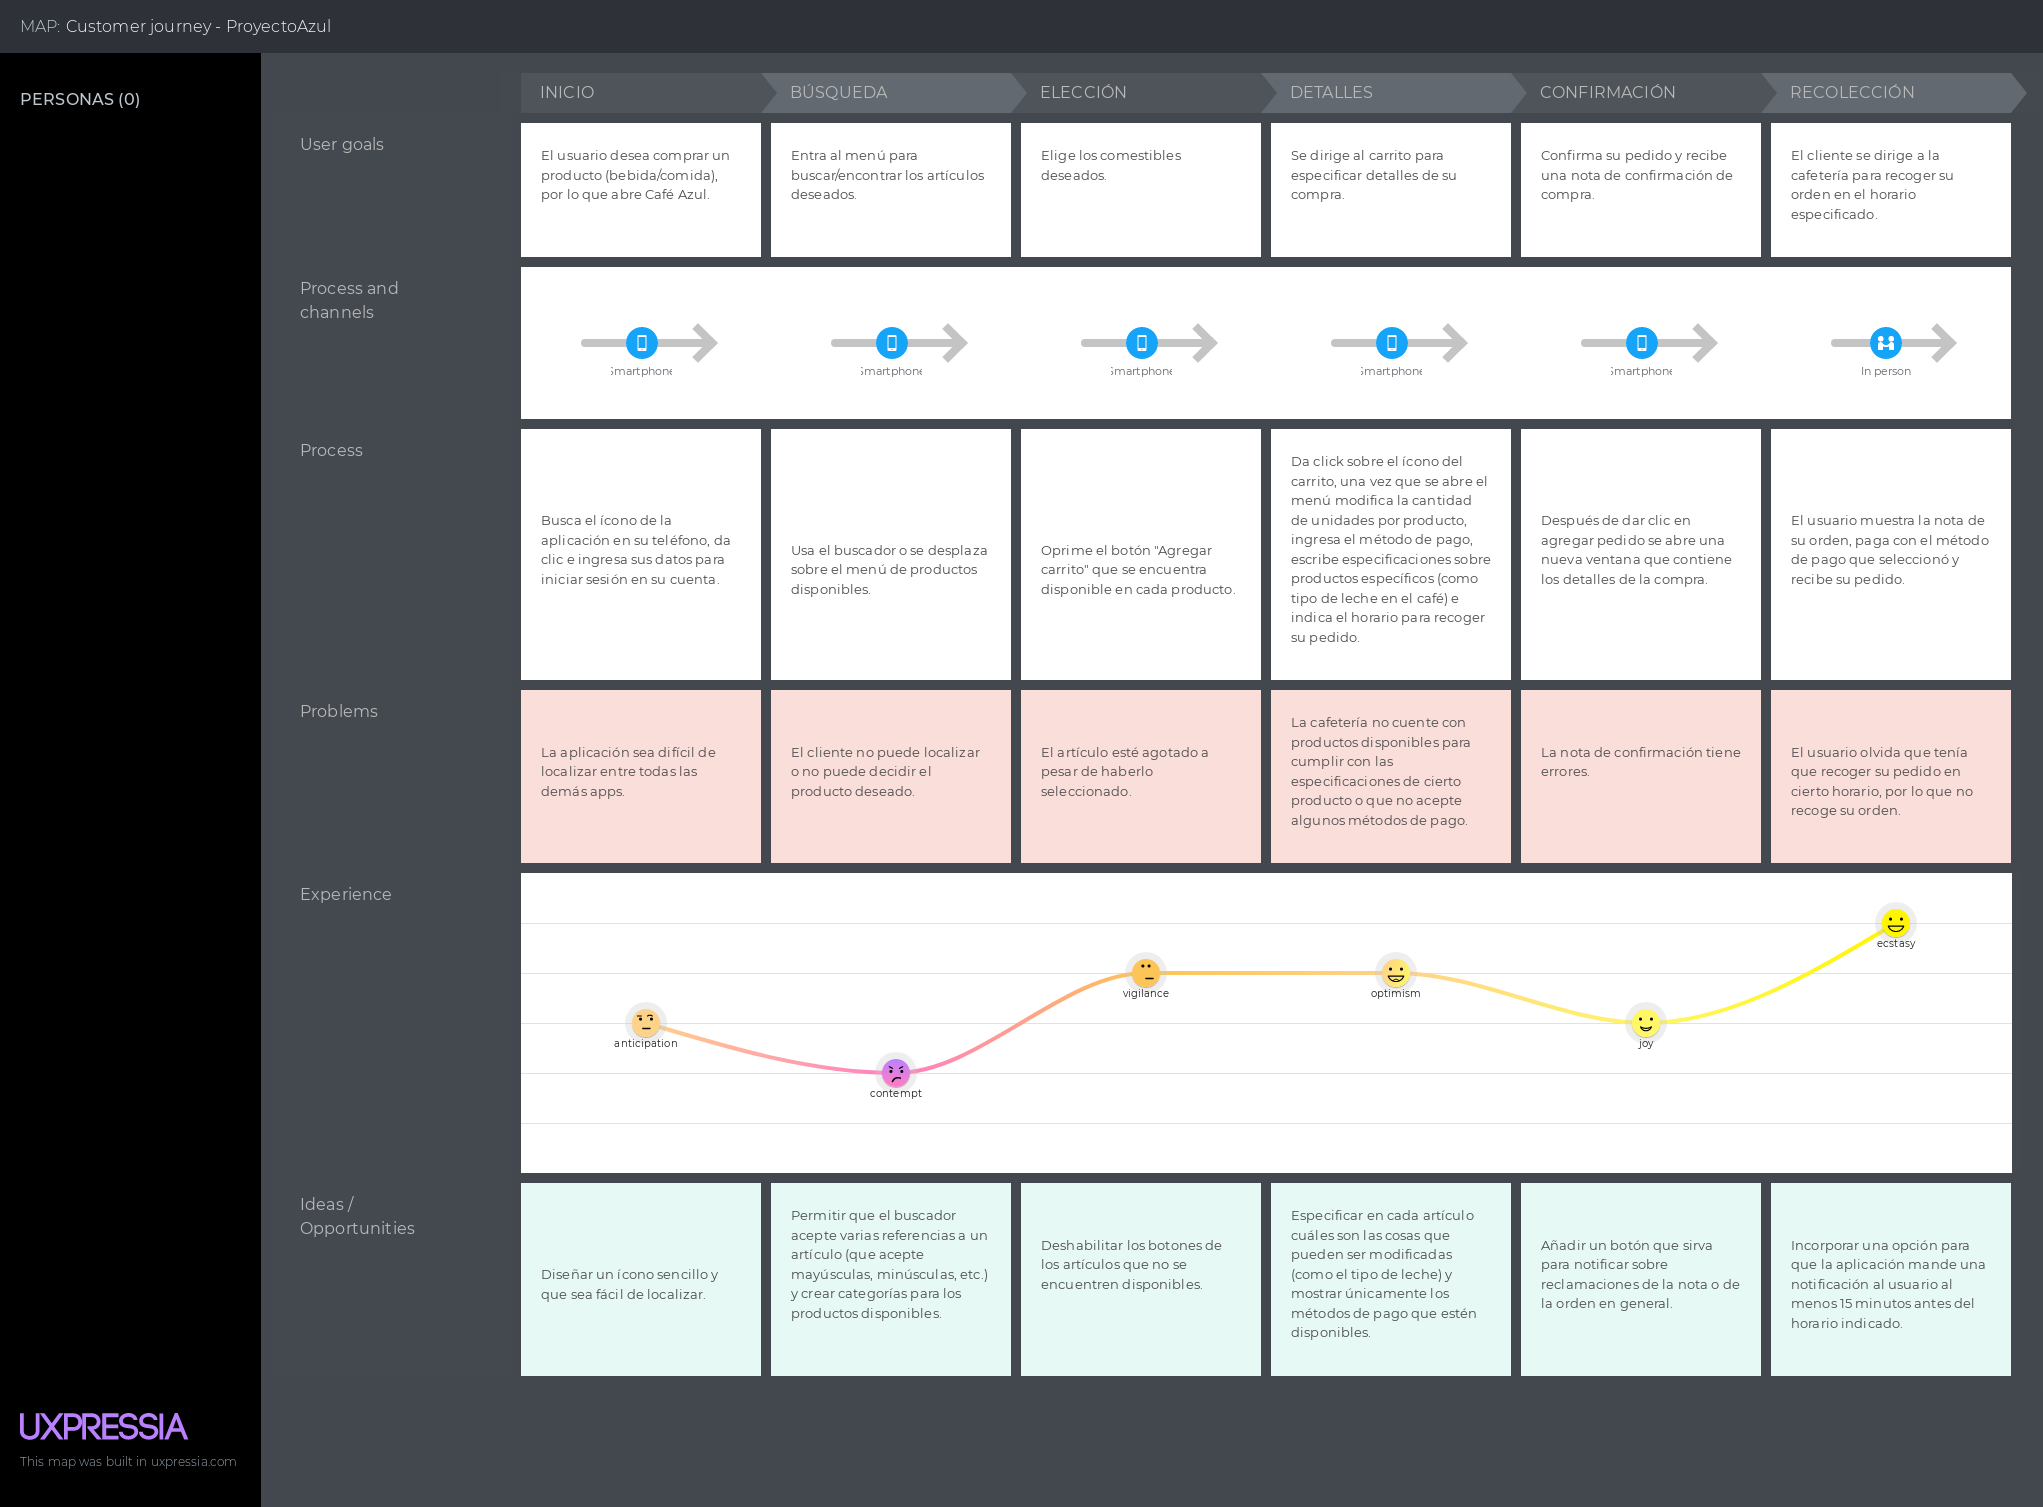 MAP: Customer journey - ProyectoAzul
PERSONAS (0)
INICIO
BÚSQUEDA
ELECCIÓN
DETALLES
CONFIRMACIÓN
RECOLECCIÓN
User goals
El usuario desea comprar un
producto (bebida/comida),
por lo que abre Café Azul.
Entra al menú para
buscar/encontrar los artículos
deseados.
Elige los comestibles
deseados.
Se dirige al carrito para
especificar detalles de su
compra.
Confirma su pedido y recibe
una nota de confirmación de
compra.
El cliente se dirige a la
cafetería para recoger su
orden en el horario
especificado.
Process and
channels
Smartphone
Smartphone
Smartphone
Smartphone
Smartphone
In person
Process
Busca el ícono de la
aplicación en su teléfono, da
clic e ingresa sus datos para
iniciar sesión en su cuenta.
Usa el buscador o se desplaza
sobre el menú de productos
disponibles.
Oprime el botón "Agregar
carrito" que se encuentra
disponible en cada producto.
Da click sobre el ícono del
carrito, una vez que se abre el
menú modifica la cantidad
de unidades por producto,
ingresa el método de pago,
escribe especificaciones sobre
productos específicos (como
tipo de leche en el café) e
indica el horario para recoger
su pedido.
Después de dar clic en
agregar pedido se abre una
nueva ventana que contiene
los detalles de la compra.
El usuario muestra la nota de
su orden, paga con el método
de pago que seleccionó y
recibe su pedido.
Problems
La aplicación sea difícil de
localizar entre todas las
demás apps.
El cliente no puede localizar
o no puede decidir el
producto deseado.
El artículo esté agotado a
pesar de haberlo
seleccionado.
La cafetería no cuente con
productos disponibles para
cumplir con las
especificaciones de cierto
producto o que no acepte
algunos métodos de pago.
La nota de confirmación tiene
errores.
El usuario olvida que tenía
que recoger su pedido en
cierto horario, por lo que no
recoge su orden.
Experience
anticipation
contempt
vigilance
optimism
joy
ecstasy
Ideas /
Opportunities
Diseñar un ícono sencillo y
que sea fácil de localizar.
Permitir que el buscador
acepte varias referencias a un
artículo (que acepte
mayúsculas, minúsculas, etc.)
y crear categorías para los
productos disponibles.
Deshabilitar los botones de
los artículos que no se
encuentren disponibles.
Especificar en cada artículo
cuáles son las cosas que
pueden ser modificadas
(como el tipo de leche) y
mostrar únicamente los
métodos de pago que estén
disponibles.
Añadir un botón que sirva
para notificar sobre
reclamaciones de la nota o de
la orden en general.
Incorporar una opción para
que la aplicación mande una
notificación al usuario al
menos 15 minutos antes del
horario indicado.
UXPRESSIA
This map was built in uxpressia.com